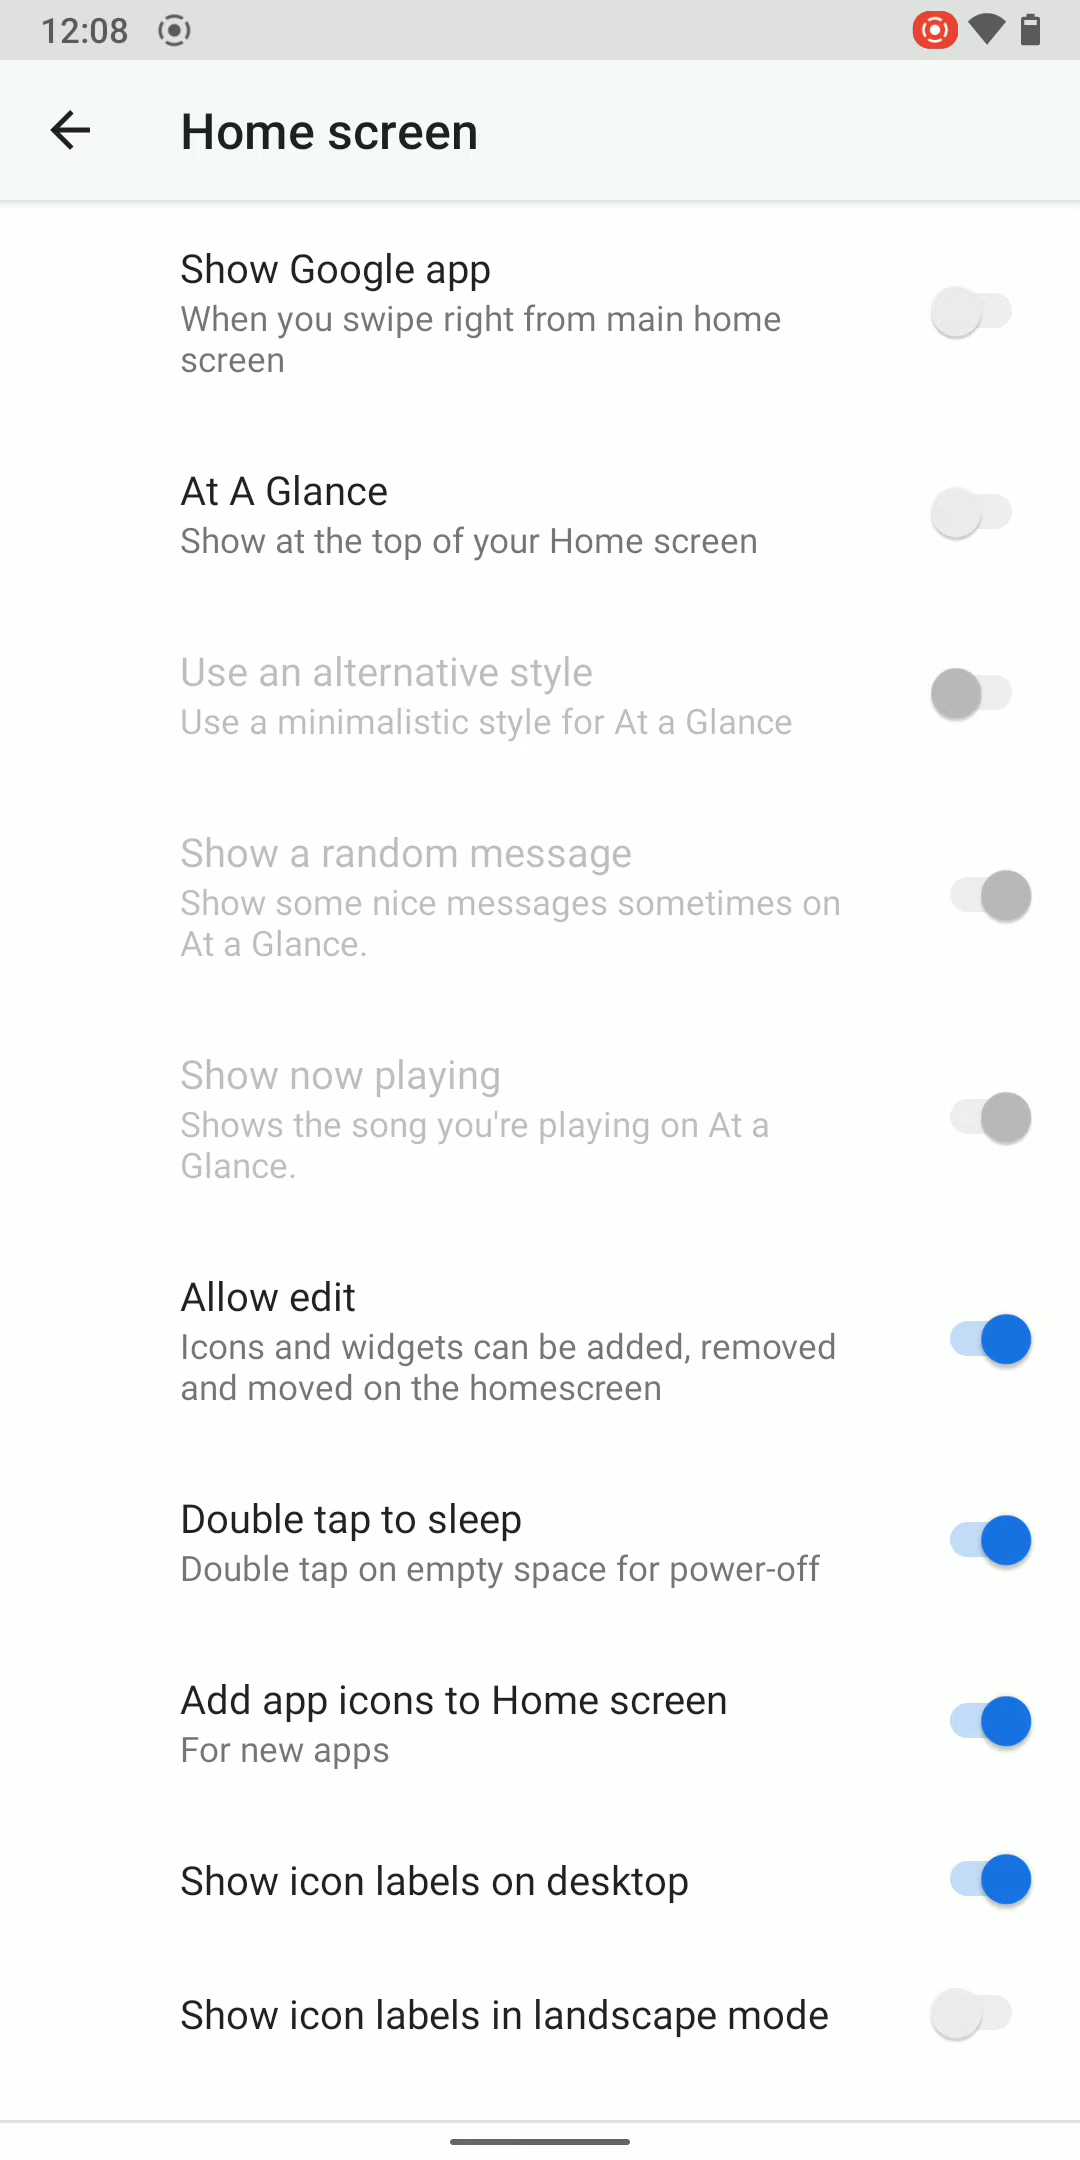 12:08
Home screen
Show Google app
When you swipe right from main home
screen
At A Glance
Show at the top of your Home screen
Use an alternative style
Use a minimalistic style for At a Glance
Show a random message
Show some nice messages sometimes on
At a Glance.
Show now playing
Shows the song you're playing on At a
Glance.
Allow edit
Icons and widgets can be added, removed
and moved on the homescreen
Double tap to sleep
Double tap on empty space for power-off
Add app icons to Home screen
For new apps
Show icon labels on desktop
Show icon labels in landscape mode